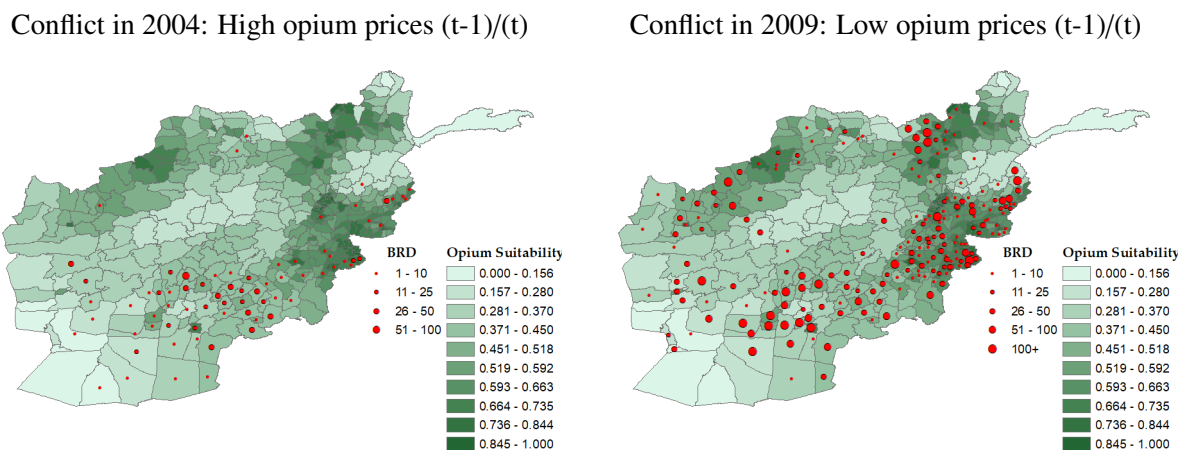 Conflict in 2004: High opium prices (t-1)/(t)
BRD
1 - 10
11 - 25
26 - 50
51 - 100
Opium Suitability
0.000 - 0.156
0.157 - 0.280
0.281 - 0.370
0.371 - 0.450
0.451 - 0.518
0.519 - 0.592
0.593 - 0.663
0.664 - 0.735
0.736 - 0.844
0.845 - 1.000
Conflict in 2009: Low opium prices (t-1)/(t)
BRD
1 - 10
11 - 25
26 - 50
51 - 100
100+
Opium Suitability
0.000 - 0.156
0.157 - 0.280
0.281 - 0.370
0.371 - 0.450
0.451 - 0.518
0.519 - 0.592
0.593 - 0.663
0.664 - 0.735
0.736 - 0.844
0.845 - 1.000